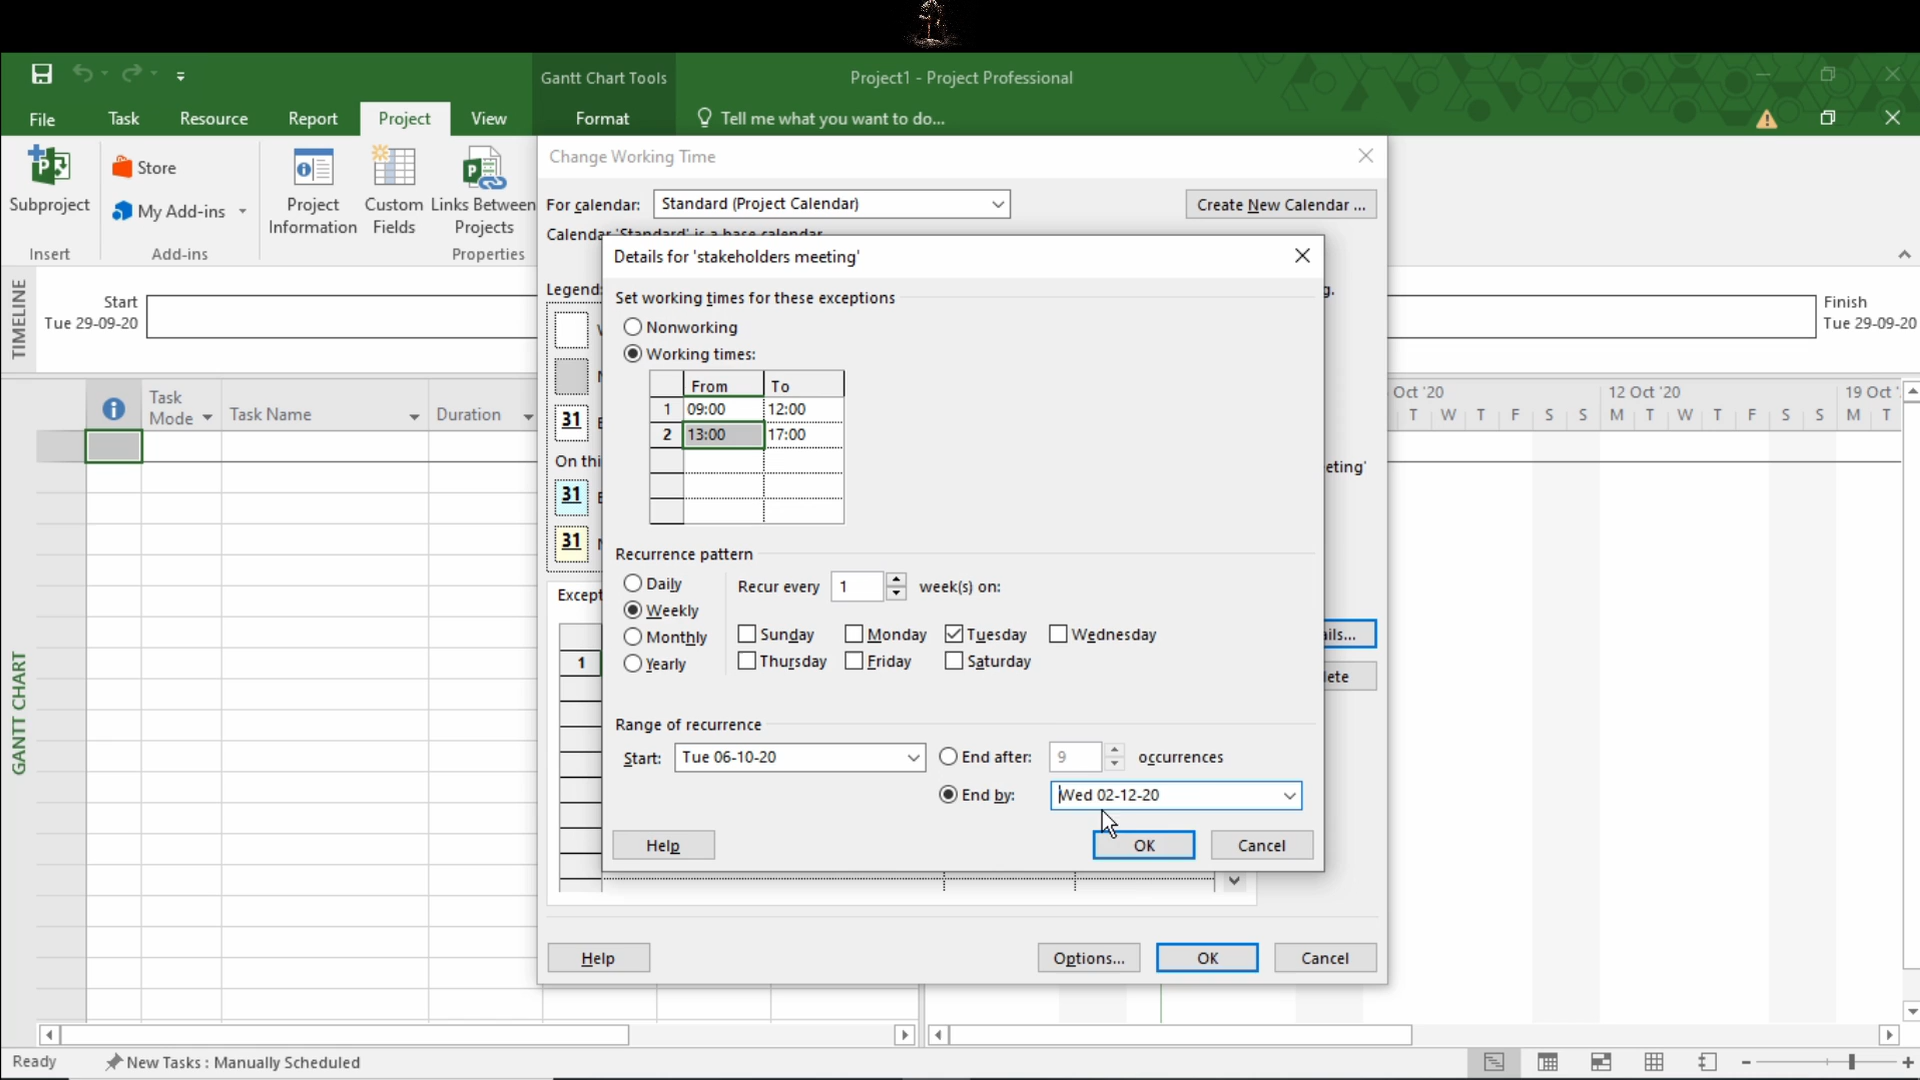 Gantt Chart Tools
Project1 - Project Professional
File
Task
Resource
Report
Project
View
Format
Tell me what you want to do...
Subproject
Store
My Add-ins
Project
Information
Custom
Fields
Links Between
Projects
Insert
Add-ins
Properties
Change Working Time
For calendar:
Standard (Project Calendar)
Create New Calendar ...
Legend:
Details for 'stakeholders meeting'
Set working times for these exceptions
Nonworking
Working times:
From To
1 09:00 12:00
2 13:00 17:00
Recurrence pattern
Daily
Weekly
Monthly
Yearly
Recur every 1 week(s) on:
Sunday Monday Tuesday Wednesday
Thursday Friday Saturday
Range of recurrence
Start: Tue 06-10-20
End after: 9 occurrences
End by: Wed 02-12-20
Help
OK
Cancel
31
On thi
31
31
Except
1
g.
eting'
ails...
lete
Help
Options...
OK
Cancel
TIMELINE
Start
Tue 29-09-20
Finish
Tue 29-09-20
Task
Mode
Task Name
Duration
Oct '20
12 Oct '20
19 Oct '
T W T F S S M T W T F S S M T
GANTT CHART
Ready
New Tasks : Manually Scheduled